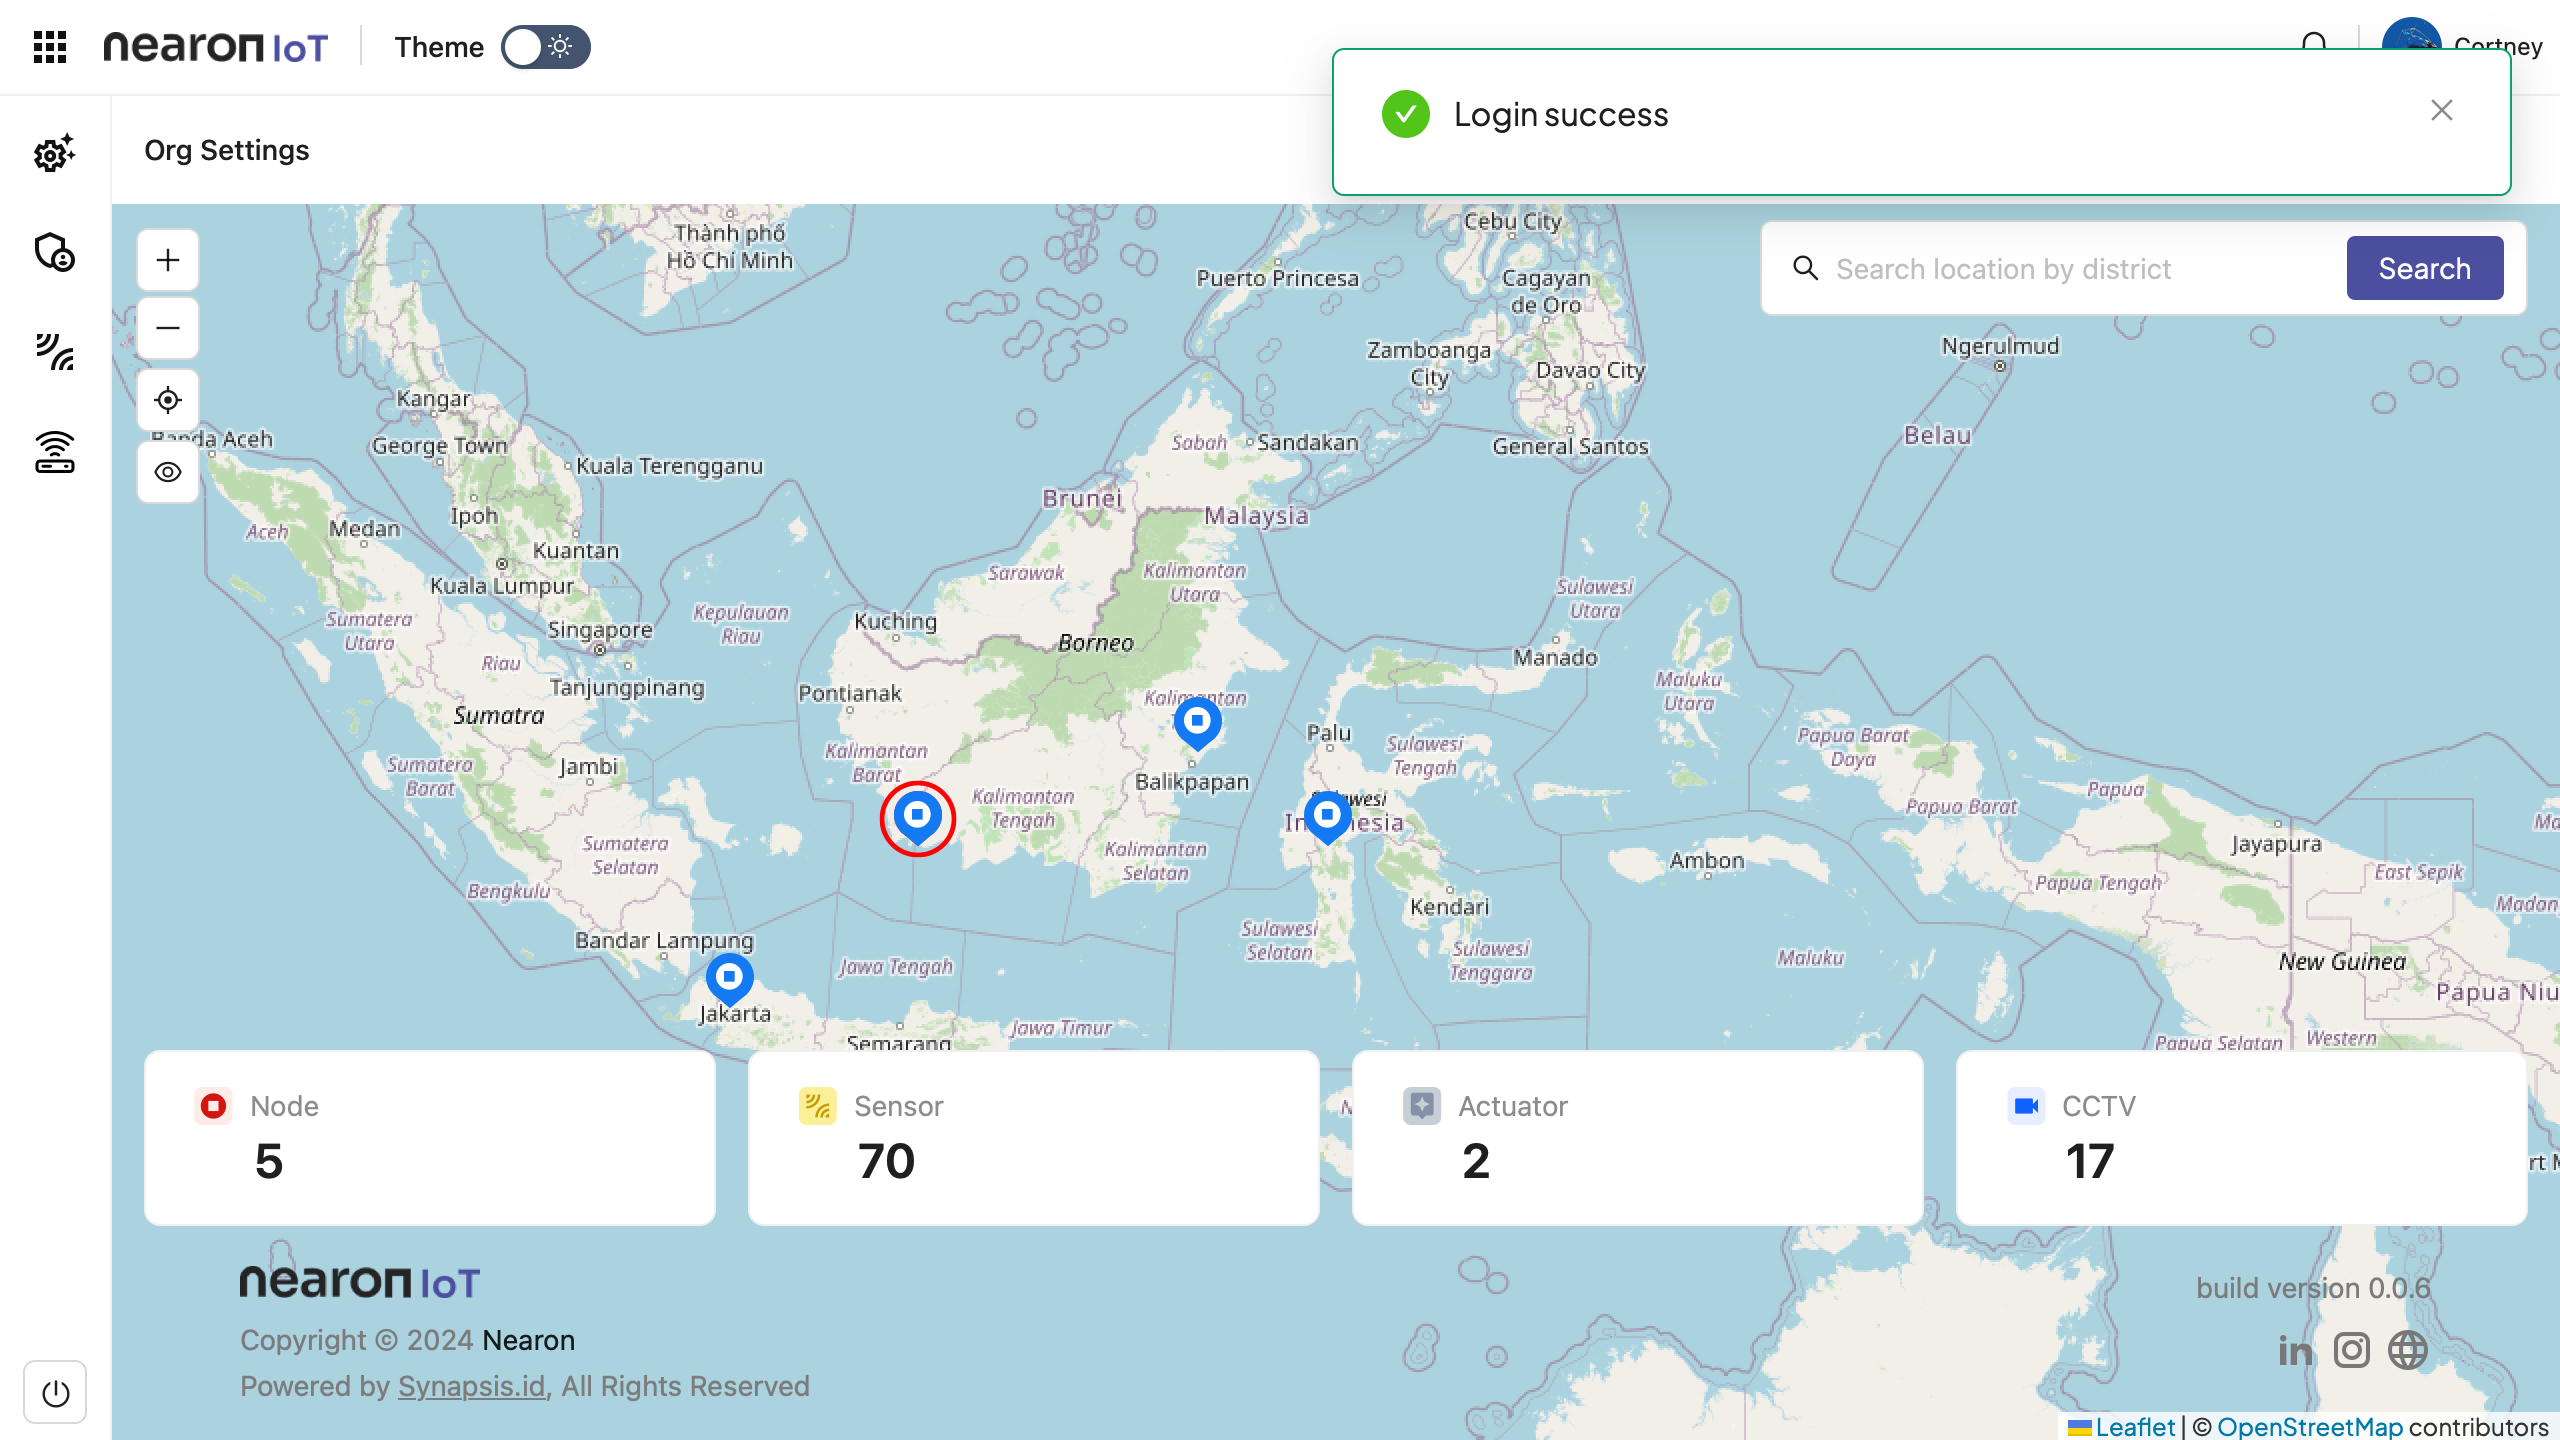 nearon IoT
Theme
Cortney
Login success
Org Settings
Search location by district
Search
Thành phố
Hồ Chí Minh
Cebu City
Puerto Princesa
Cagayan
de Oro
Zamboanga
City
Davao City
General Santos
Ngerulmud
Belau
Kangar
Banda Aceh
George Town
Kuala Terengganu
Sabah
Sandakan
Brunei
Malaysia
Aceh
Medan
Ipoh
Kuantan
Kuala Lumpur
Sarawak
Kalimantan
Utara
Sulawesi
Utara
Sumatera
Utara
Singapore
Kepulauan
Riau
Kuching
Borneo
Riau
Manado
Tanjungpinang
Pontianak
Kalimantan
Maluku
Utara
Sumatra
Palu
Sulawesi
Tengah
Papua Barat
Daya
Kalimantan
Barat
Sumatera
Barat
Jambi
Balikpapan
Kalimantan
Tengah
Papua
Papua Barat
Sumatera
Selatan
Kalimantan
Selatan
Ambon
Jayapura
East Sepik
Bengkulu
Papua Tengah
Kendari
Madan
Bandar Lampung
Sulawesi
Selatan
Sulawesi
Tenggara
Jawa Tengah
Maluku
New Guinea
Papua Niu
Jakarta
Jawa Timur
Semarang
Papua Selatan
Western
Node
5
Sensor
70
Actuator
2
CCTV
17
nearon IoT
Copyright © 2024 Nearon
Powered by Synapsis.id, All Rights Reserved
build version 0.0.6
in
Leaflet | © OpenStreetMap contributors